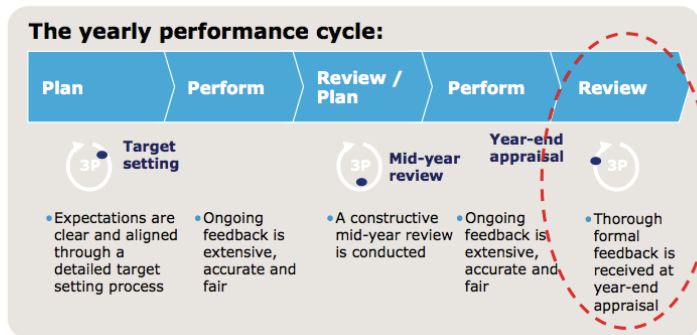 The yearly performance cycle:
Plan
Perform
Review /
Plan
Perform
Review
3P
Target
setting
3P
Mid-year
review
Year-end
appraisal
3P
•Expectations are
clear and aligned
through a
detailed target
setting process
•Ongoing
feedback is
extensive,
accurate and
fair
•A constructive
mid-year review
is conducted
•Ongoing
feedback is
extensive,
accurate and
fair
•Thorough
formal
feedback is
received at
year-end
appraisal